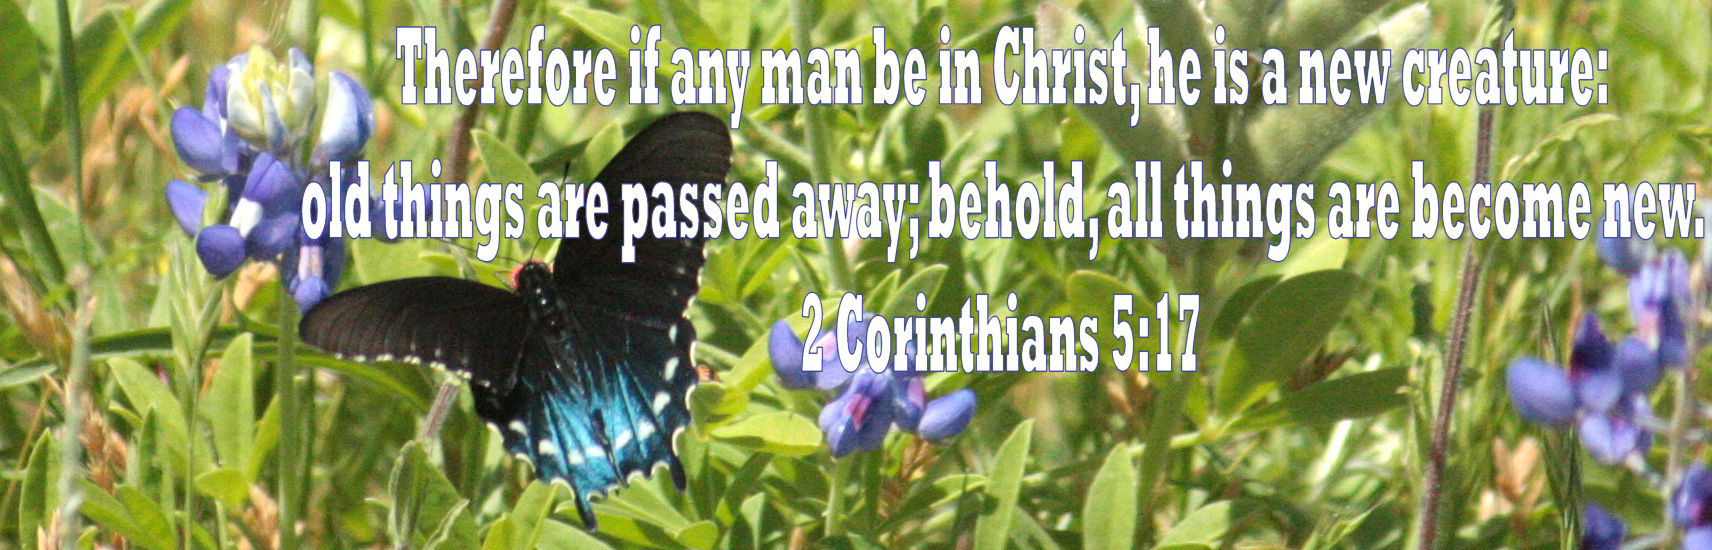 Therefore if any man be in Christ, he is a new creature:
old things are passed away; behold, all things are become new.
2 Corinthians 5:17